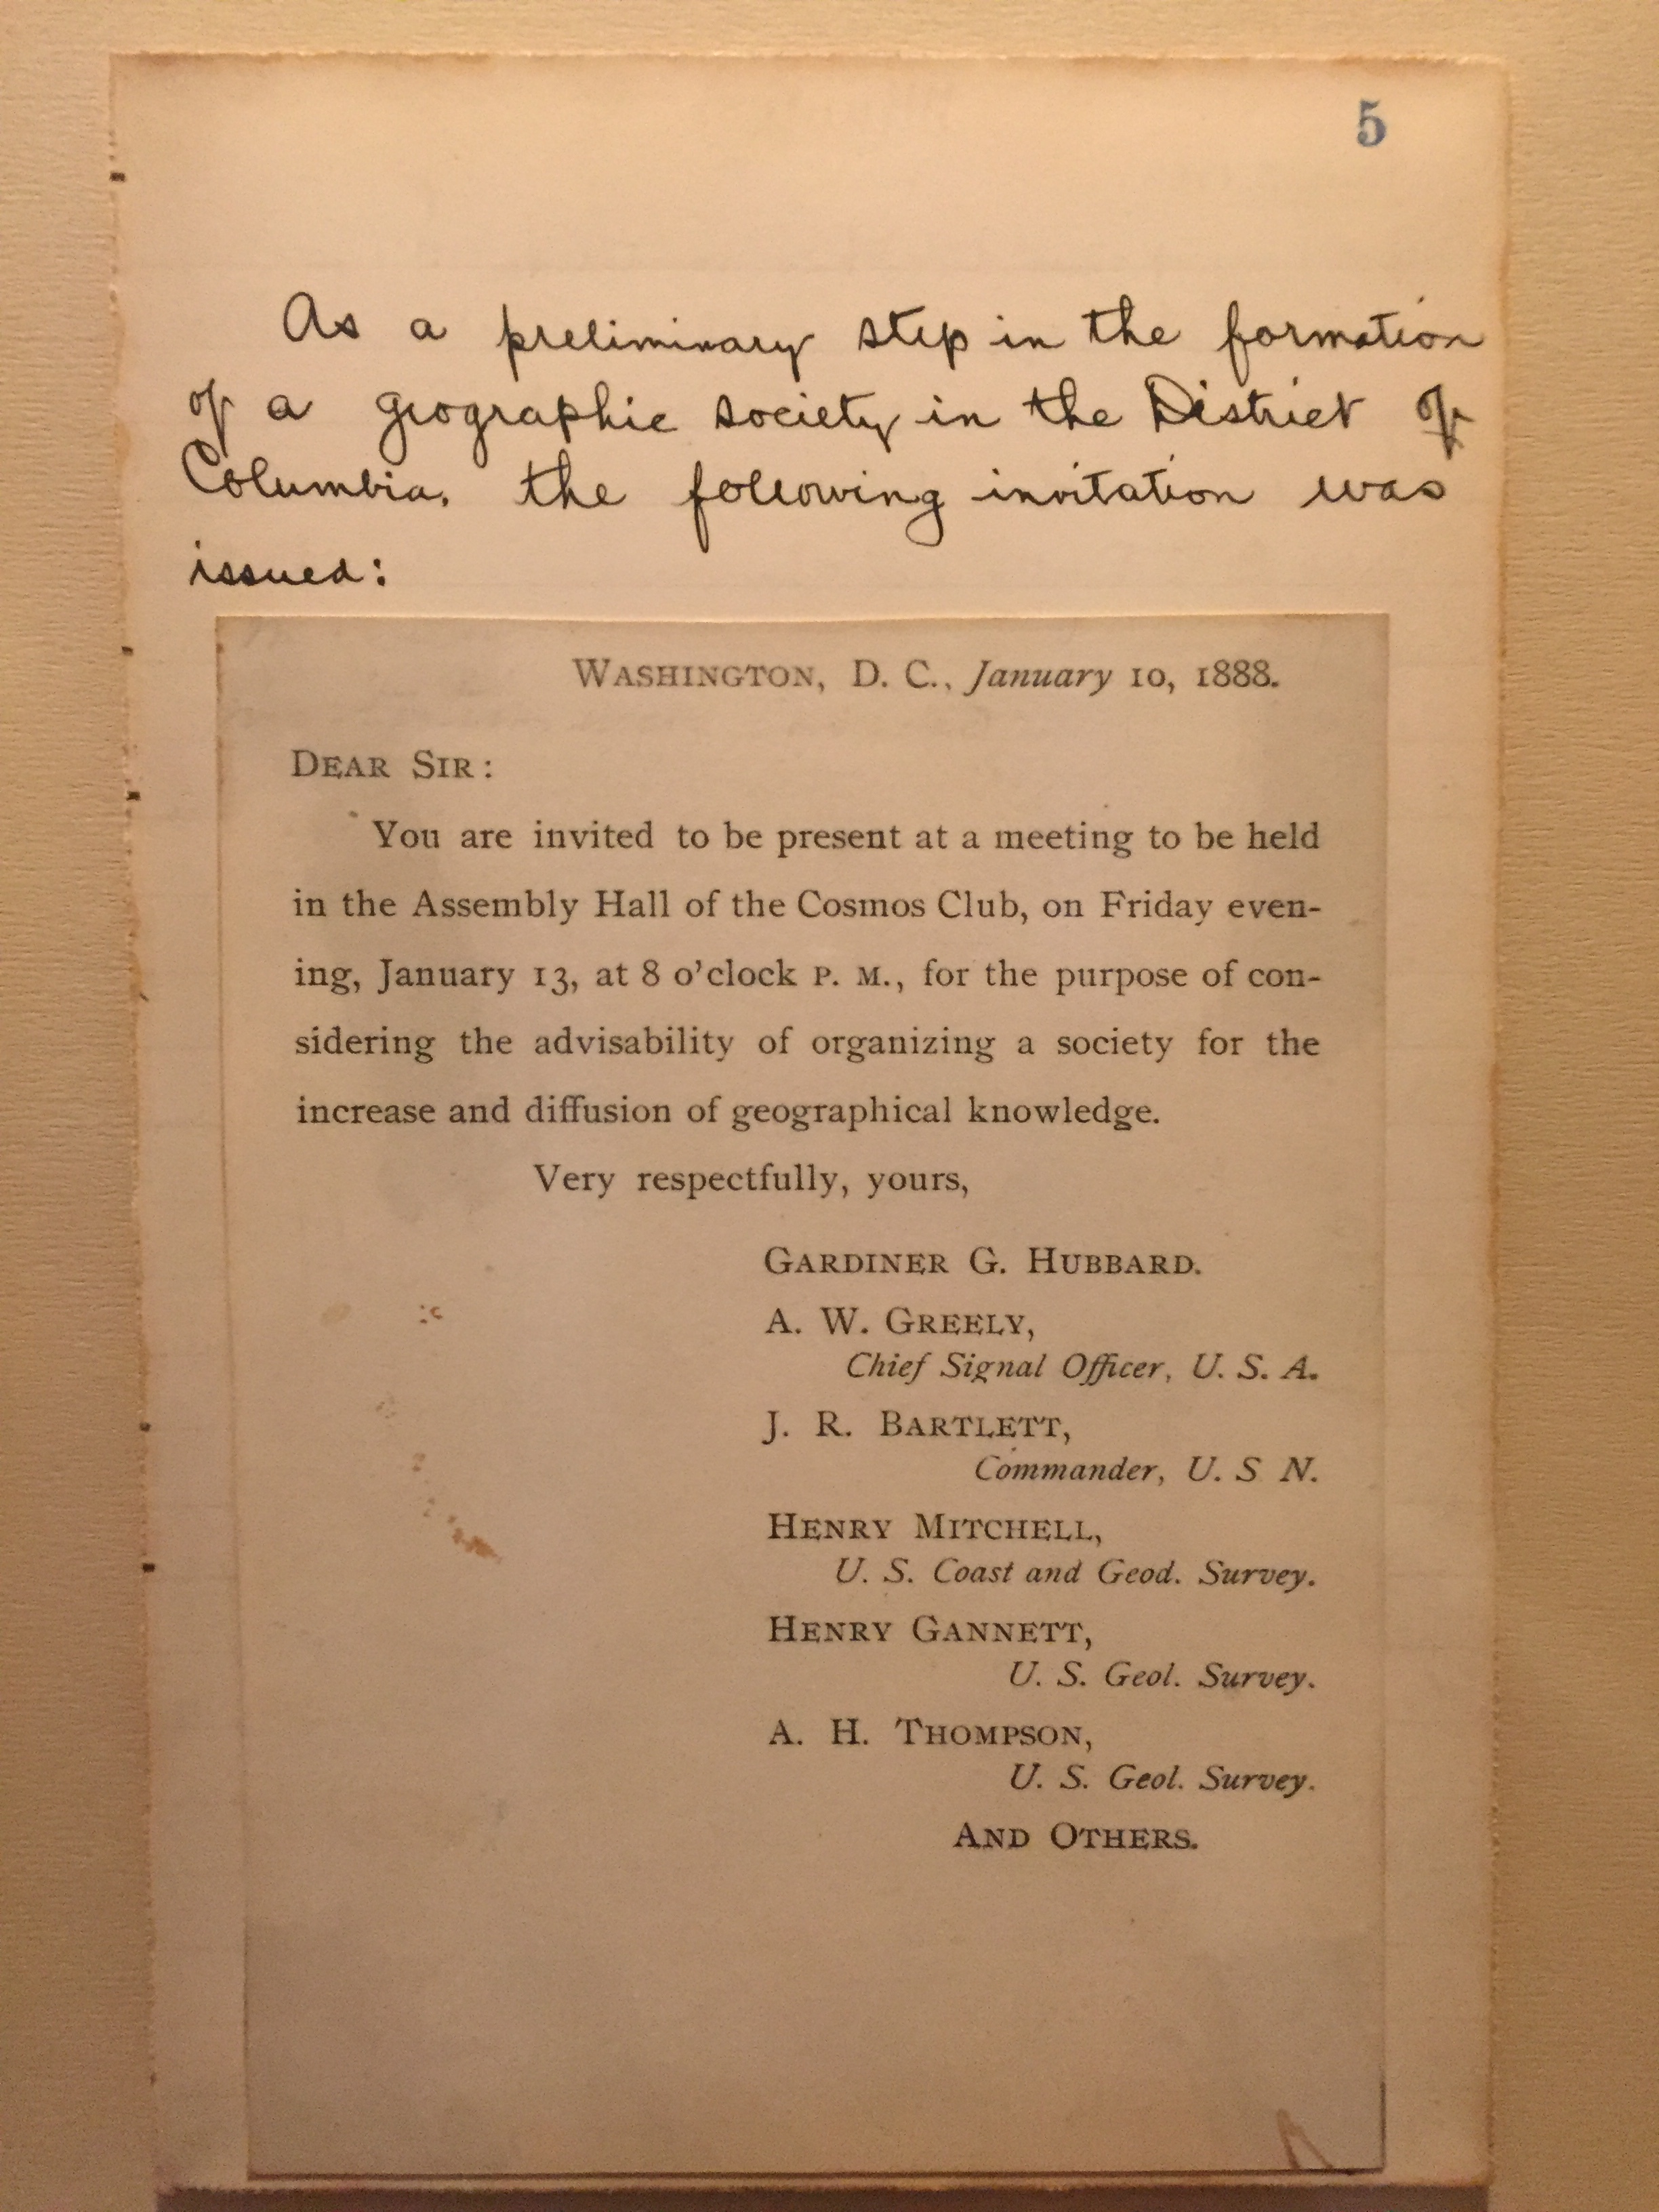 5
As a preliminary step in the formation
of a geographic society in the District of
Columbia, the following invitation was
issued:
WASHINGTON, D. C., January 10, 1888.
DEAR SIR:
You are invited to be present at a meeting to be held
in the Assembly Hall of the Cosmos Club, on Friday even-
ing, January 13, at 8 o'clock P. M., for the purpose of con-
sidering the advisability of organizing a society for the
increase and diffusion of geographical knowledge.
Very respectfully, yours,
GARDINER G. HUBBARD.
A. W. GREELY,
Chief Signal Officer, U. S. A.
J. R. BARTLETT,
Commander, U. S N.
HENRY MITCHELL,
U. S. Coast and Geod. Survey.
HENRY GANNETT,
U. S. Geol. Survey.
A. H. THOMPSON,
U. S. Geol. Survey.
AND OTHERS.